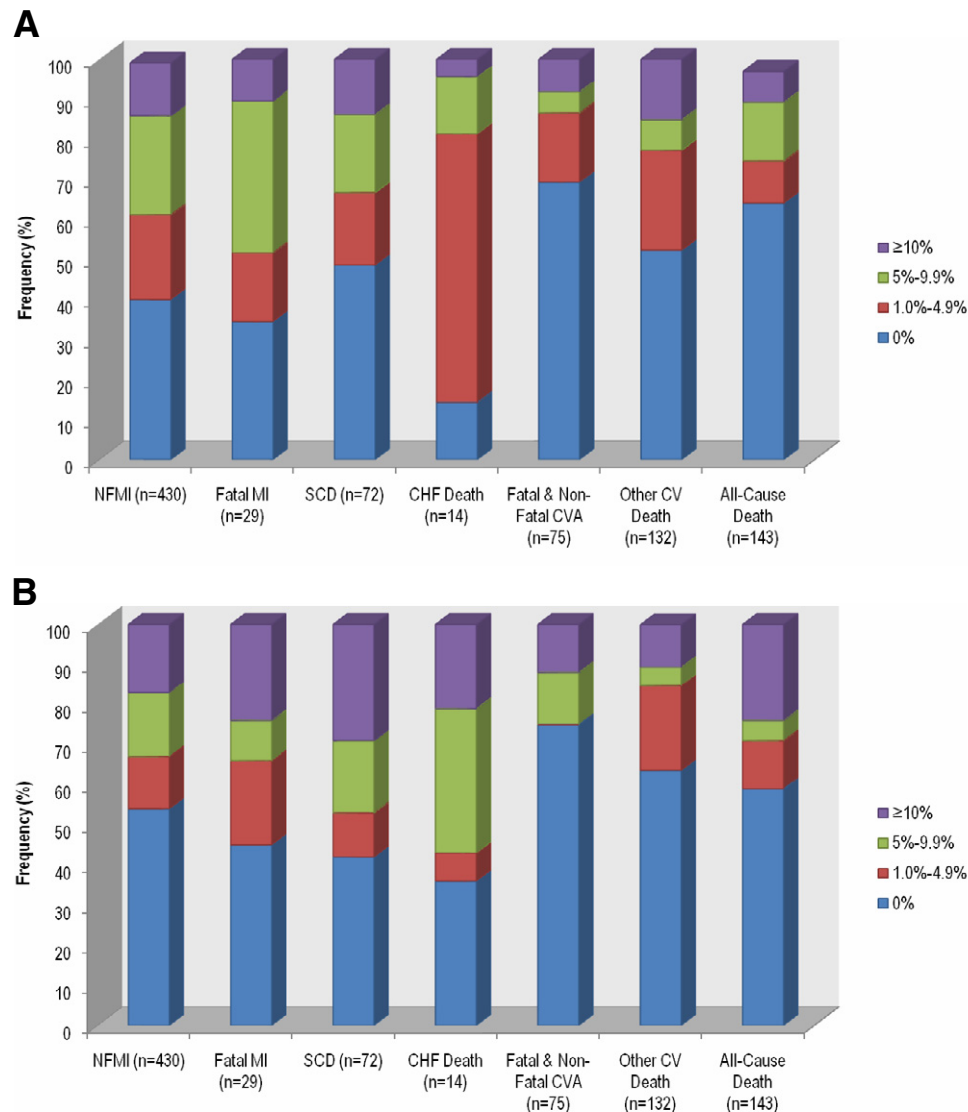 A
Frequency (%)
100
90
80
70
60
50
40
30
20
10
0
NFMI (n=430)
Fatal MI
(n=29)
SCD (n=72)
CHF Death
(n=14)
Fatal & Non-
Fatal CVA
(n=75)
Other CV
Death
(n=132)
All-Cause
Death
(n=143)
≥10%
5%-9.9%
1.0%-4.9%
0%
B
Frequency (%)
100
90
80
70
60
50
40
30
20
10
0
NFMI (n=430)
Fatal MI
(n=29)
SCD (n=72)
CHF Death
(n=14)
Fatal & Non-
Fatal CVA
(n=75)
Other CV
Death
(n=132)
All-Cause
Death
(n=143)
≥10%
5%-9.9%
1.0%-4.9%
0%